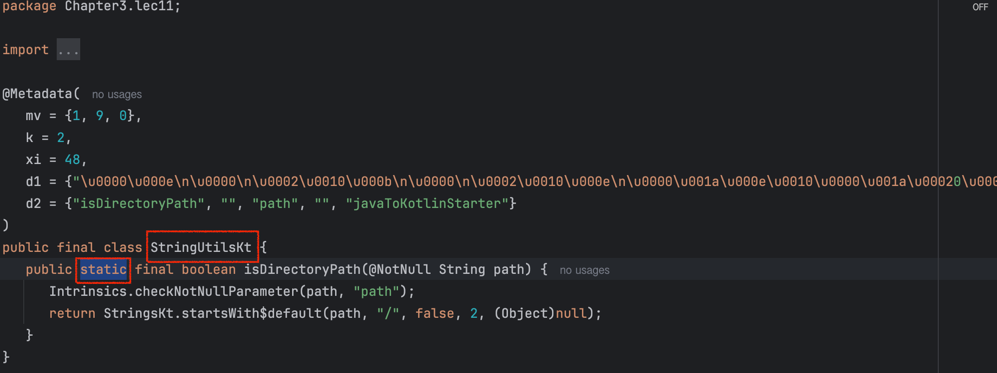 package Chapter3.lec11;
OFF
import ...
@Metadata( no usages
mv = {1, 9, 0},
k = 2,
xi = 48,
d1 = {"\u0000\u000e\n\u0000\n\u0002\u0010\u000b\n\u0000\n\u0002\u0010\u000e\n\u0000\u001a\u000e\u0010\u0000\u001a\u00020\u000
d2 = {"isDirectoryPath", "", "path", "", "javaToKotlinStarter"}
)
public final class StringUtilsKt {
public static final boolean isDirectoryPath(@NotNull String path) { no usages
Intrinsics.checkNotNullParameter(path, "path");
return StringsKt.startsWith$default(path, "/", false, 2, (Object)null);
}
}